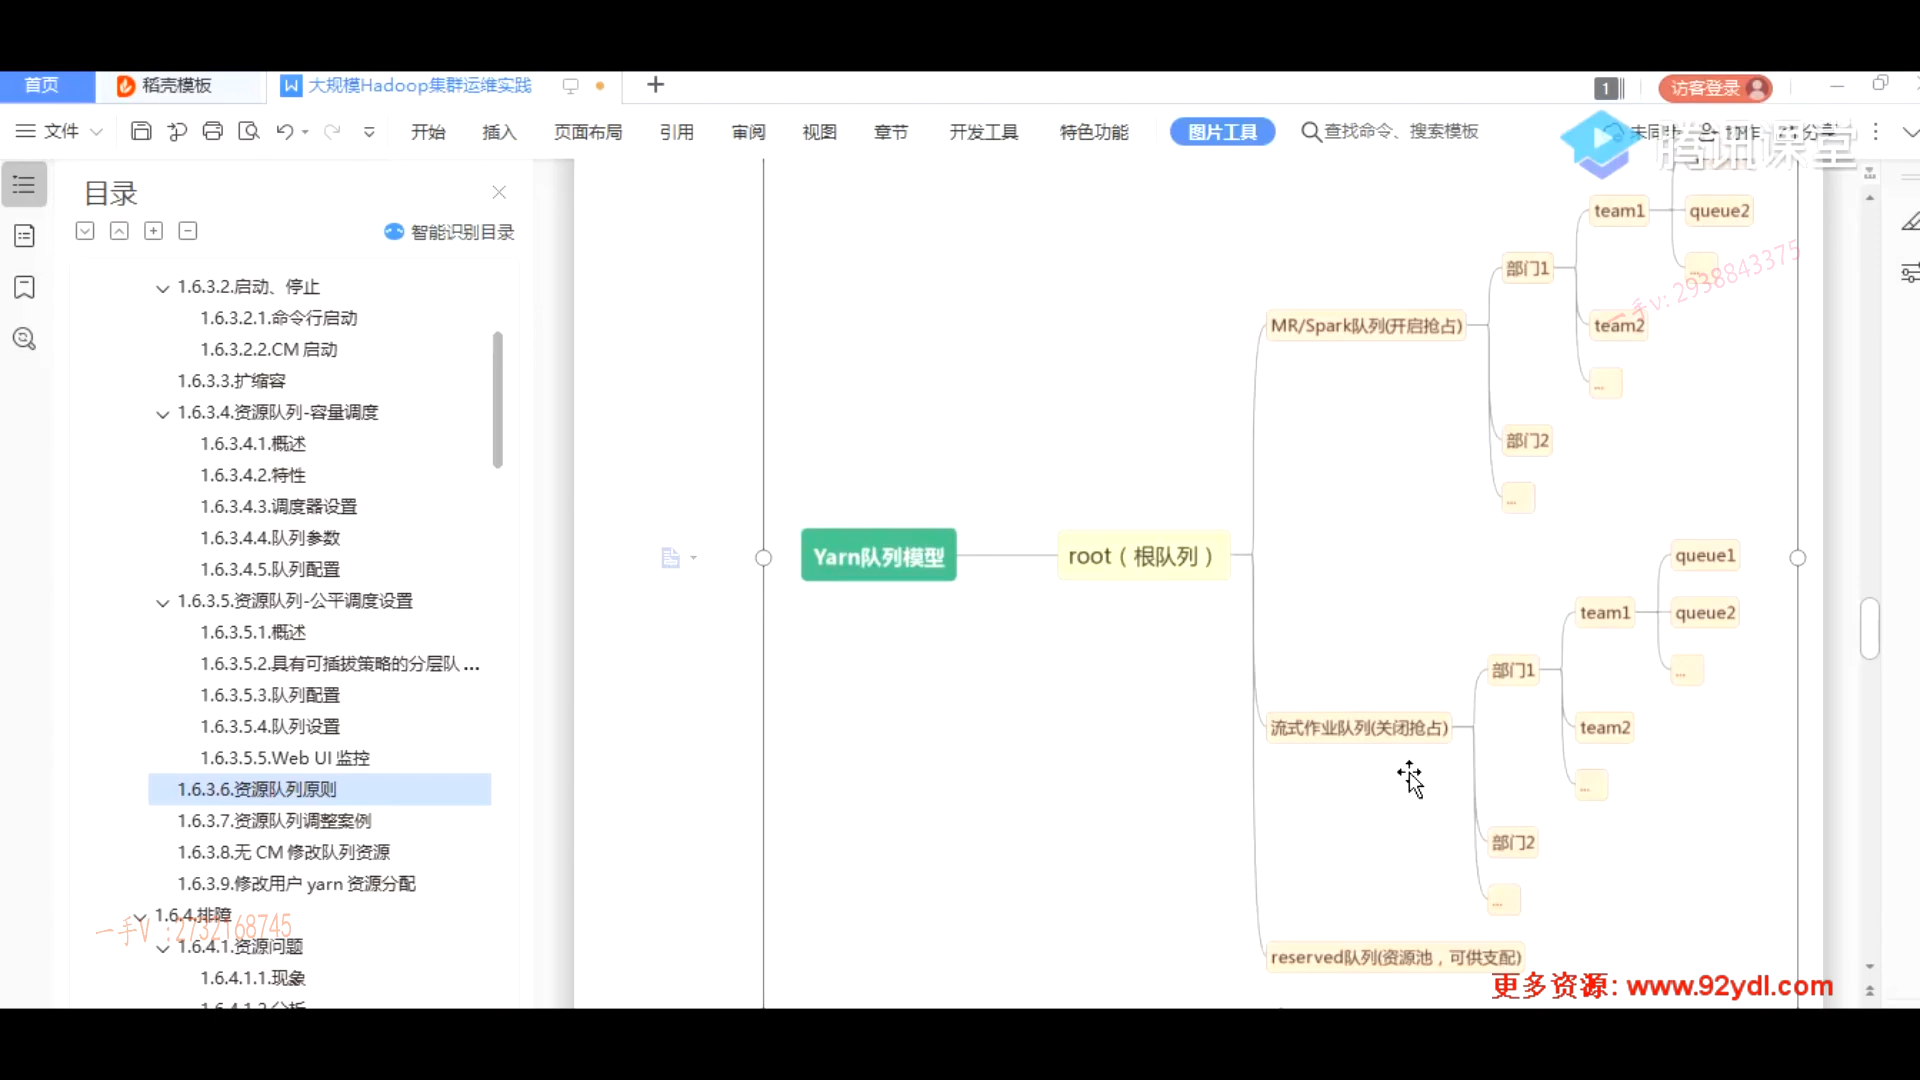 首页
稻壳模板
大规模Hadoop集群运维实践
1
访客登录
文件
开始
插入
页面布局
引用
审阅
视图
章节
开发工具
特色功能
图片工具
查找命令、搜索模板
腾讯课堂
目录
智能识别目录
1.6.3.2.启动、停止
1.6.3.2.1.命令行启动
1.6.3.2.2.CM 启动
1.6.3.3.扩缩容
1.6.3.4.资源队列-容量调度
1.6.3.4.1.概述
1.6.3.4.2.特性
1.6.3.4.3.调度器设置
1.6.3.4.4.队列参数
1.6.3.4.5.队列配置
1.6.3.5.资源队列-公平调度设置
1.6.3.5.1.概述
1.6.3.5.2.具有可插拔策略的分层队 ...
1.6.3.5.3.队列配置
1.6.3.5.4.队列设置
1.6.3.5.5.Web UI 监控
1.6.3.6.资源队列原则
1.6.3.7.资源队列调整案例
1.6.3.8.无 CM 修改队列资源
1.6.3.9.修改用户 yarn 资源分配
1.6.4.排障
一手V :2732168745
1.6.4.1.资源问题
1.6.4.1.1.现象
Yarn队列模型
root（根队列）
MR/Spark队列(开启抢占)
部门1
team1
queue2
...
team2
...
部门2
...
一手v: 2938843375
流式作业队列(关闭抢占)
部门1
team1
queue1
queue2
...
team2
...
部门2
...
reserved队列(资源池，可供支配)
更多资源: www.92ydl.com